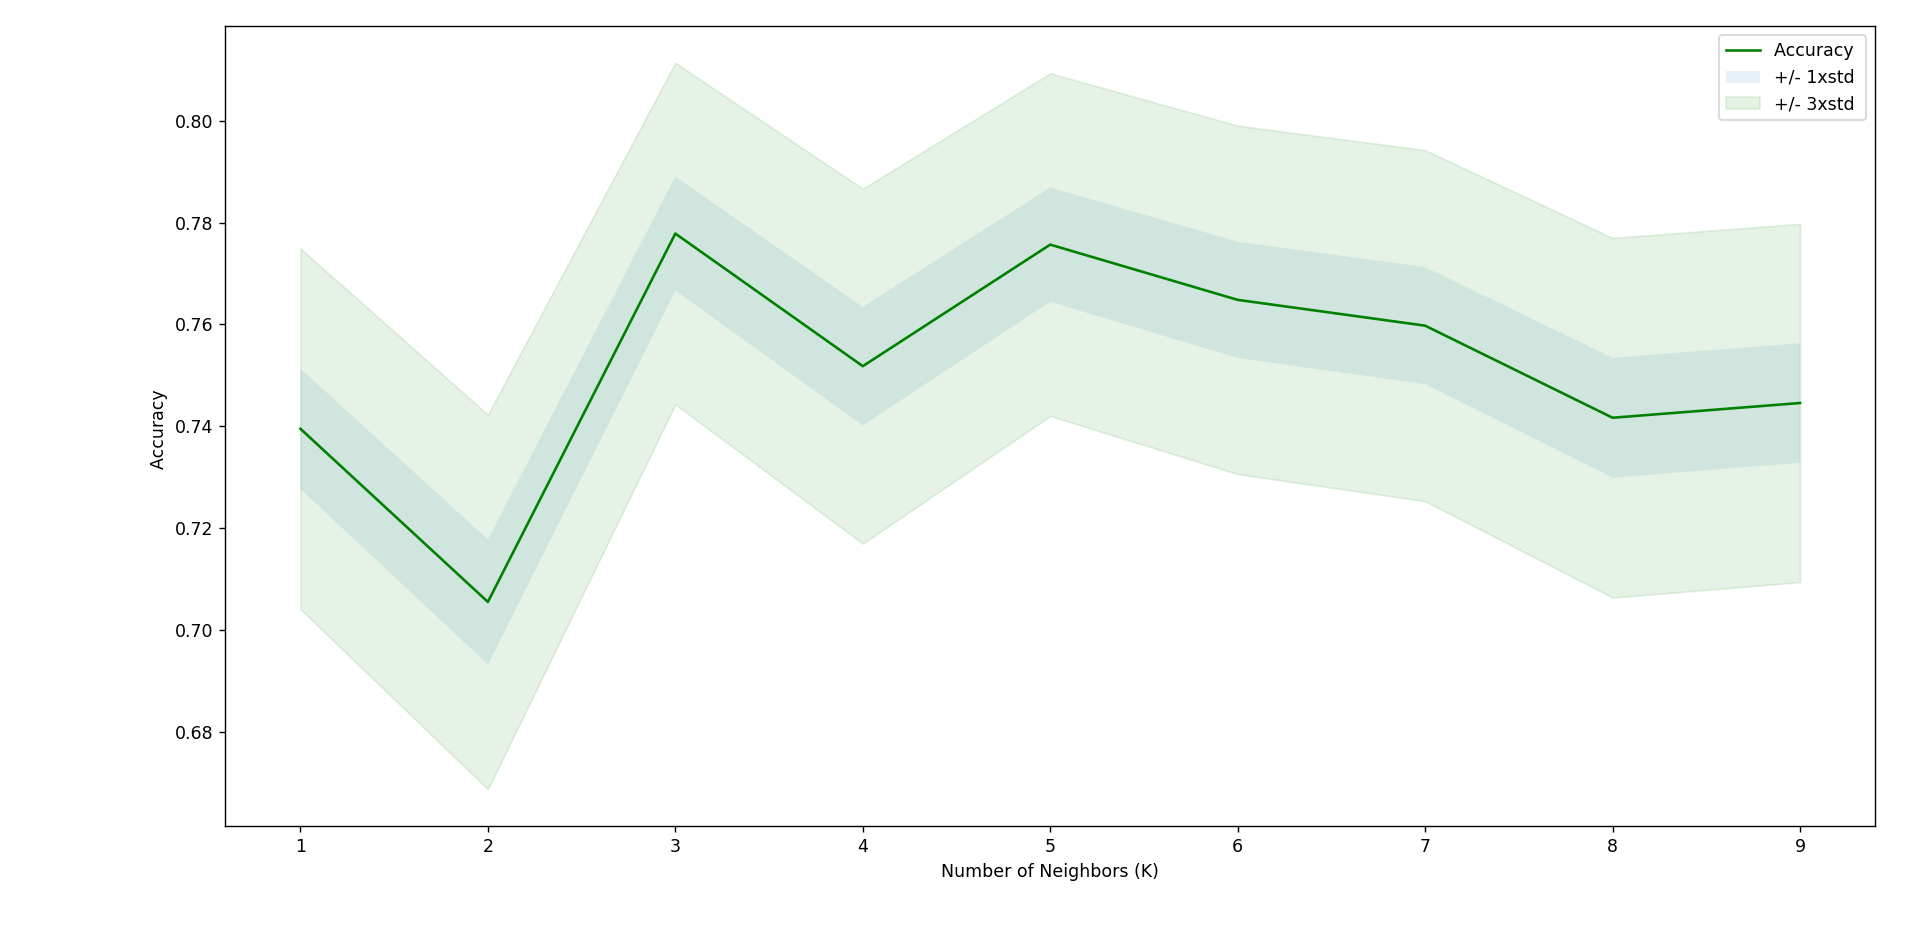 Accuracy
+/- 1xstd
+/- 3xstd
0.80
0.78
0.76
0.74
0.72
0.70
0.68
Accuracy
1 2 3 4 5 6 7 8 9
Number of Neighbors (K)